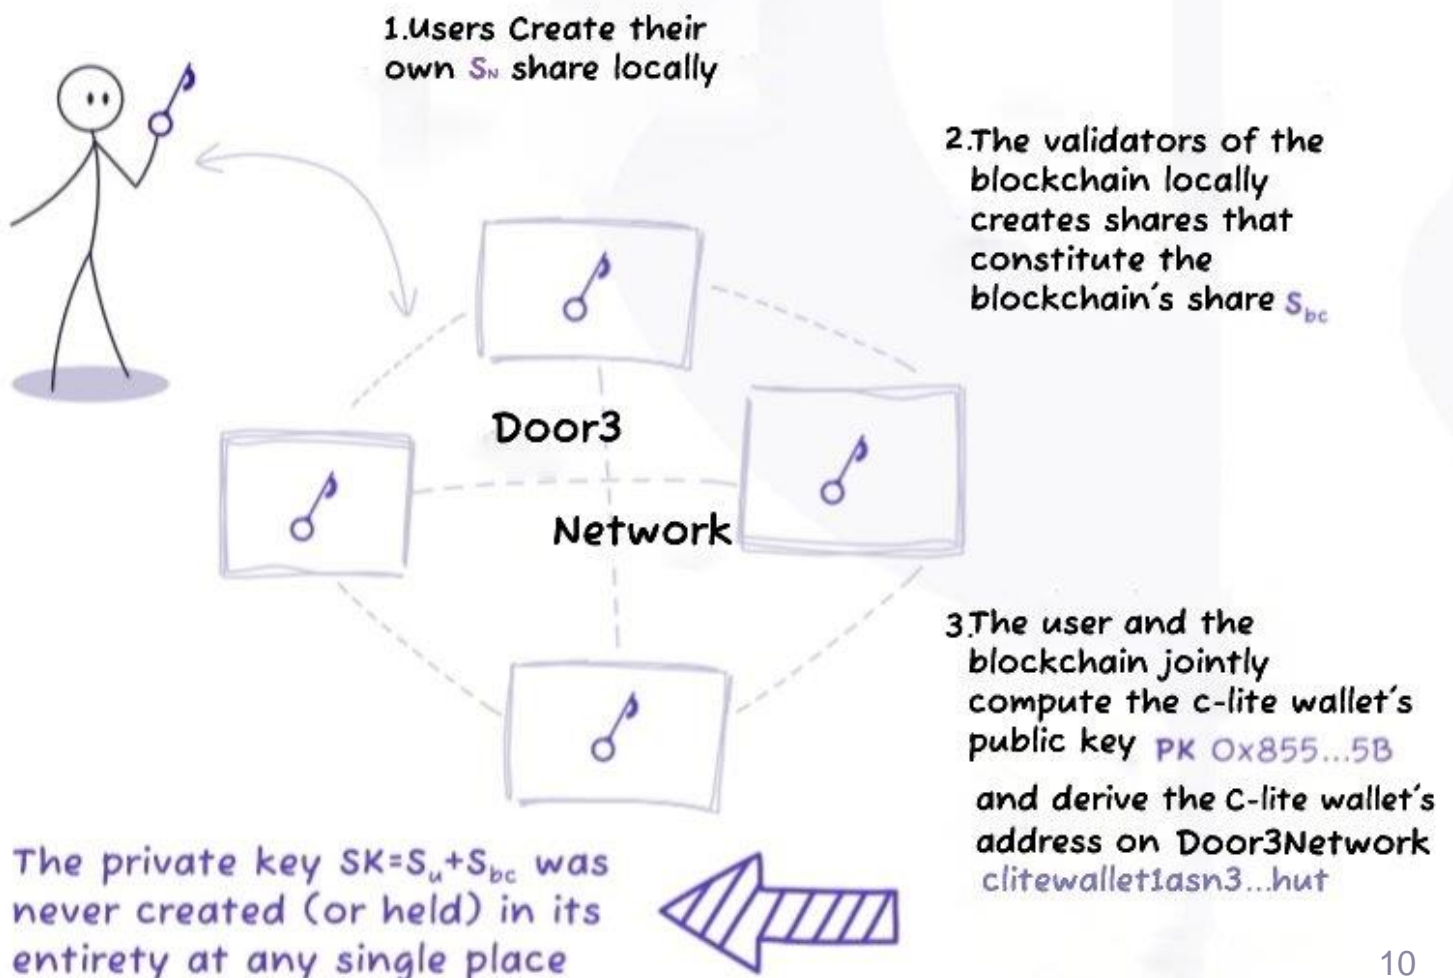 1.Users Create their
own SN share locally
2.The validators of the
blockchain locally
creates shares that
constitute the
blockchain's share Sbc
Door3
Network
3.The user and the
blockchain jointly
compute the c-lite wallet's
public key PK 0x855...5B
and derive the C-lite wallet's
address on Door3Network
clitewallet1asn3...hut
The private key SK=Su+Sbc was
never created (or held) in its
entirety at any single place
10